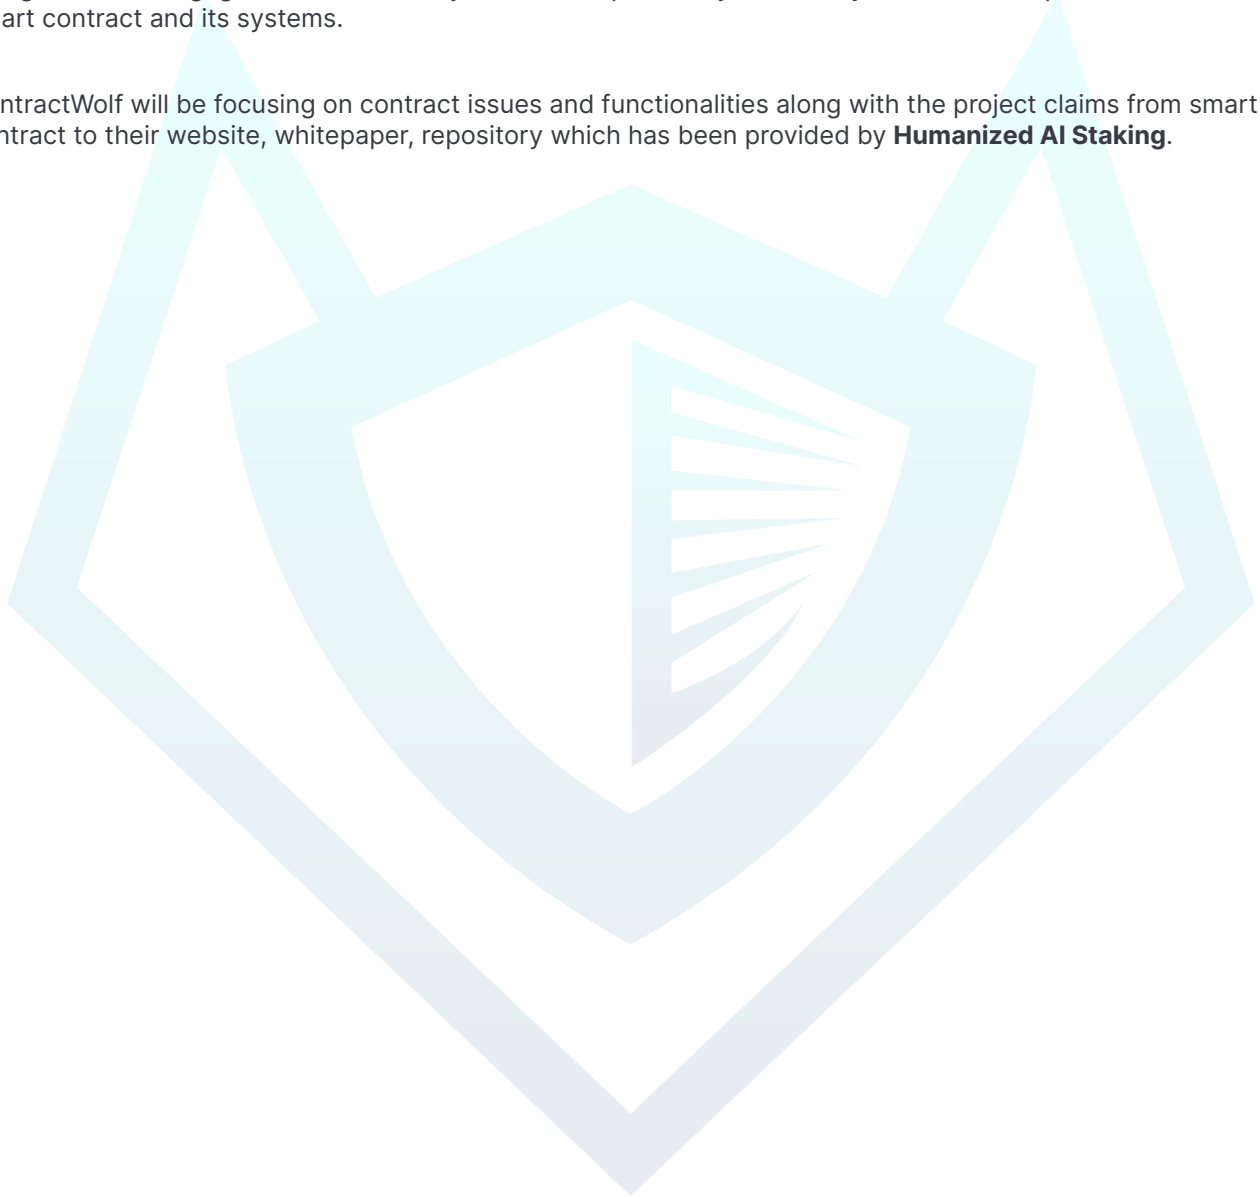 art contract and its systems.
ntractWolf will be focusing on contract issues and functionalities along with the project claims from smart
ntract to their website, whitepaper, repository which has been provided by Humanized AI Staking.